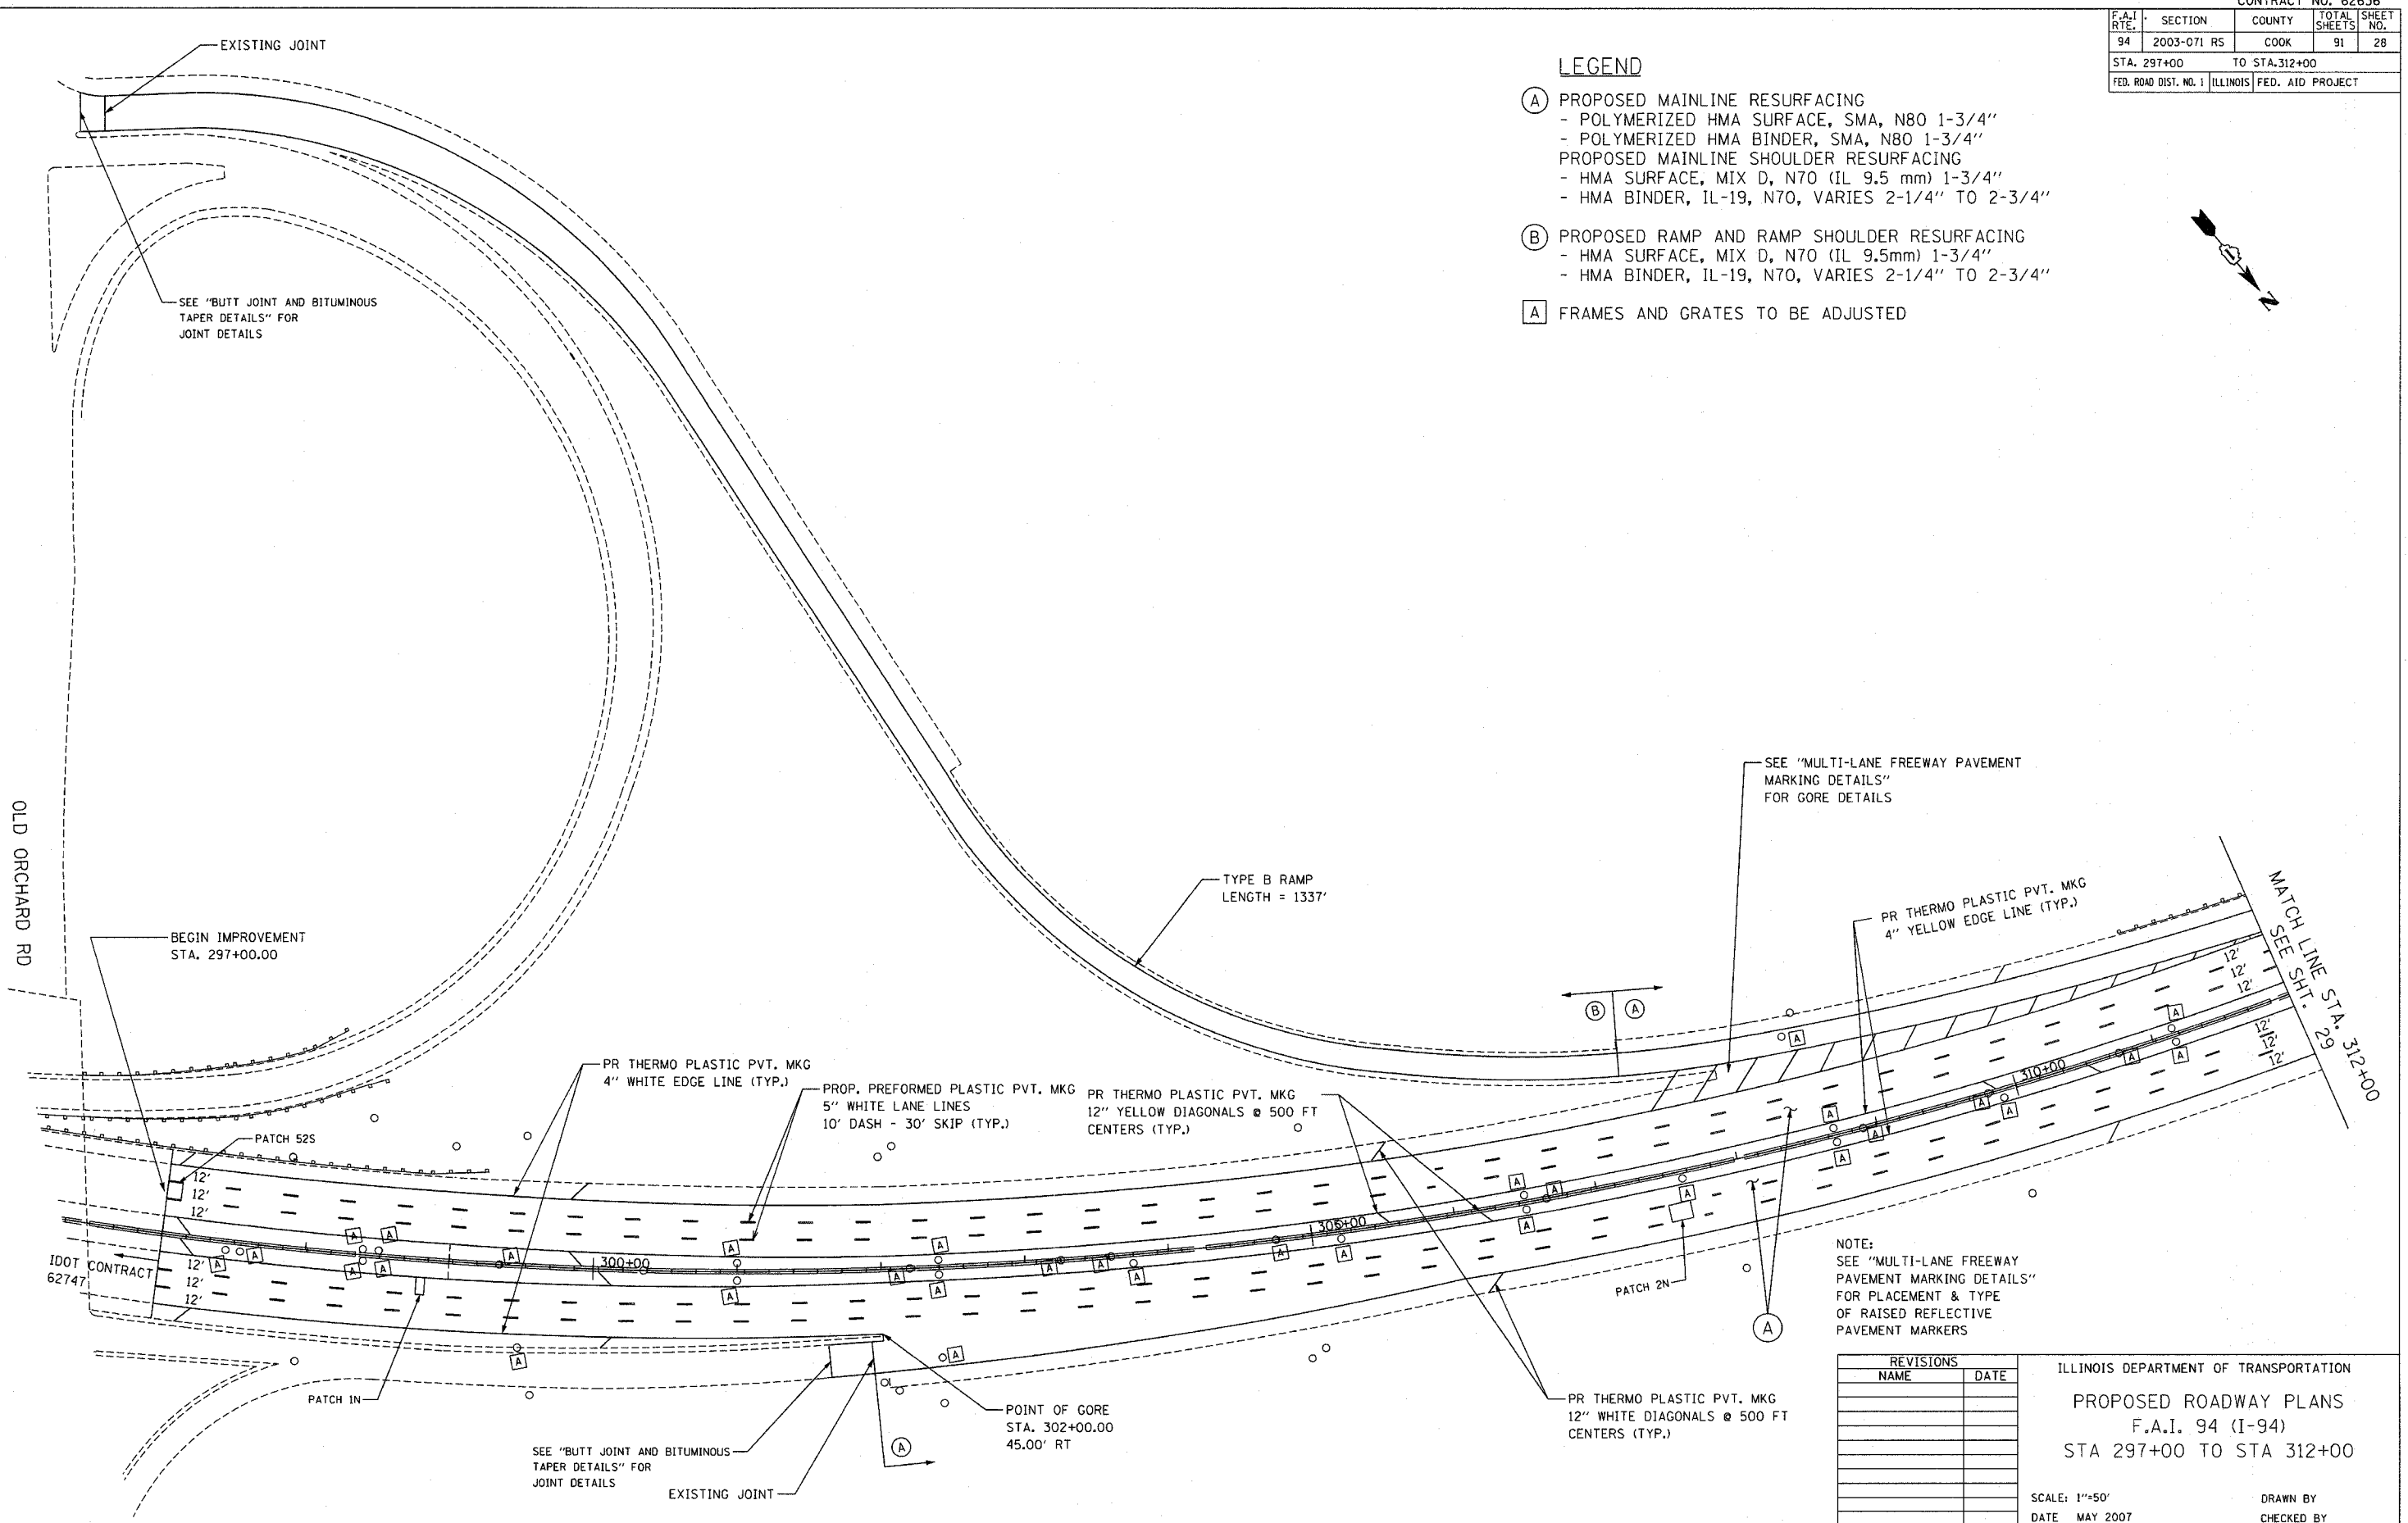 CONTRACT NO. 62656
F.A.I RTE. SECTION COUNTY TOTAL SHEETS SHEET NO.
94 2003-071 RS COOK 91 28
STA. 297+00 TO STA.312+00
FED. ROAD DIST. NO. 1 ILLINOIS FED. AID PROJECT
EXISTING JOINT
LEGEND
A PROPOSED MAINLINE RESURFACING
- POLYMERIZED HMA SURFACE, SMA, N80 1-3/4"
- POLYMERIZED HMA BINDER, SMA, N80 1-3/4"
PROPOSED MAINLINE SHOULDER RESURFACING
- HMA SURFACE, MIX D, N70 (IL 9.5 mm) 1-3/4"
- HMA BINDER, IL-19, N70, VARIES 2-1/4" TO 2-3/4"
B PROPOSED RAMP AND RAMP SHOULDER RESURFACING
- HMA SURFACE, MIX D, N70 (IL 9.5mm) 1-3/4"
- HMA BINDER, IL-19, N70, VARIES 2-1/4" TO 2-3/4"
A FRAMES AND GRATES TO BE ADJUSTED
N
SEE "BUTT JOINT AND BITUMINOUS
TAPER DETAILS" FOR
JOINT DETAILS
SEE "MULTI-LANE FREEWAY PAVEMENT
MARKING DETAILS"
FOR GORE DETAILS
OLD ORCHARD RD
TYPE B RAMP
LENGTH = 1337'
PR THERMO PLASTIC PVT. MKG
4" YELLOW EDGE LINE (TYP.)
MATCH LINE STA. 312+00
SEE SHT. 29
BEGIN IMPROVEMENT
STA. 297+00.00
B A
PR THERMO PLASTIC PVT. MKG
4" WHITE EDGE LINE (TYP.)
PROP. PREFORMED PLASTIC PVT. MKG
5" WHITE LANE LINES
10' DASH - 30' SKIP (TYP.)
PR THERMO PLASTIC PVT. MKG
12" YELLOW DIAGONALS @ 500 FT
CENTERS (TYP.)
PATCH 52S
12'
12'
12'
12'
12'
12'
12'
12'
12'
12'
12'
12'
300+00
305+00
310+00
IDOT CONTRACT
62747
PATCH 1N
PATCH 2N
A
NOTE:
SEE "MULTI-LANE FREEWAY
PAVEMENT MARKING DETAILS"
FOR PLACEMENT & TYPE
OF RAISED REFLECTIVE
PAVEMENT MARKERS
POINT OF GORE
STA. 302+00.00
45.00' RT
A
SEE "BUTT JOINT AND BITUMINOUS
TAPER DETAILS" FOR
JOINT DETAILS
EXISTING JOINT
PR THERMO PLASTIC PVT. MKG
12" WHITE DIAGONALS @ 500 FT
CENTERS (TYP.)
REVISIONS
NAME DATE
ILLINOIS DEPARTMENT OF TRANSPORTATION
PROPOSED ROADWAY PLANS
F.A.I. 94 (I-94)
STA 297+00 TO STA 312+00
SCALE: 1"=50' DRAWN BY
DATE MAY 2007 CHECKED BY